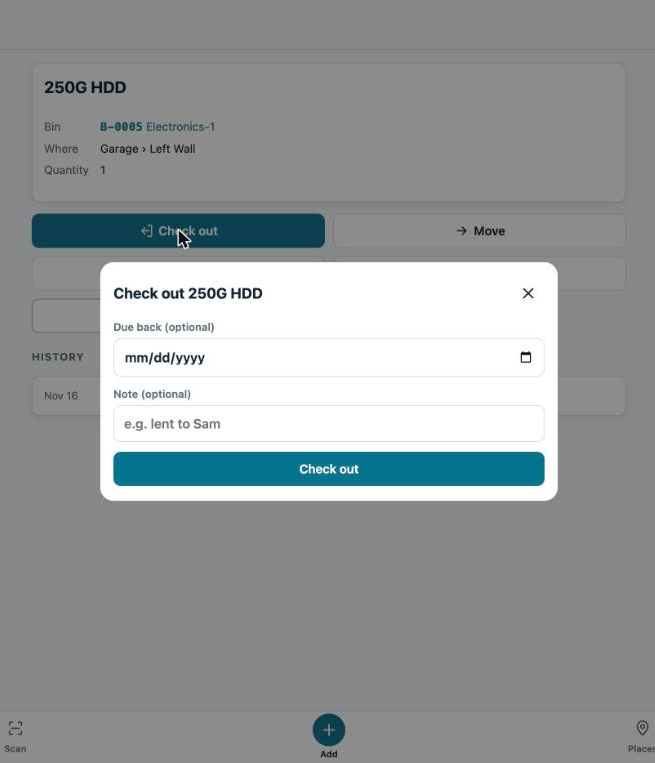 250G HDD
Bin B-0005 Electronics-1
Where Garage › Left Wall
Quantity 1
Check out
Move
Check out 250G HDD
Due back (optional)
mm/dd/yyyy
Note (optional)
e.g. lent to Sam
Check out
HISTORY
Nov 16
Scan
Add
Places